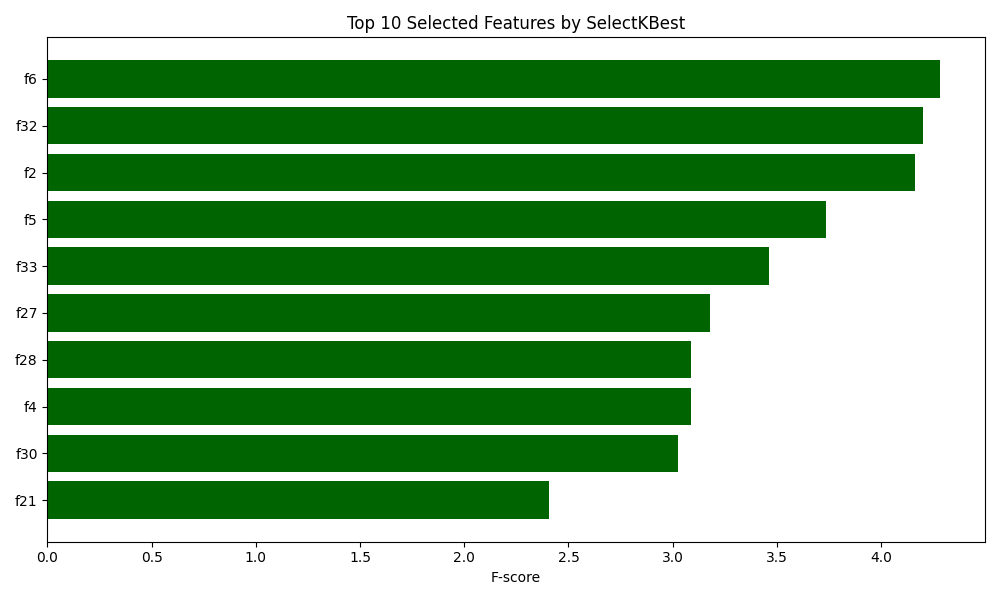 Top 10 Selected Features by SelectKBest
f6
f32
f2
f5
f33
f27
f28
f4
f30
f21
0.0 0.5 1.0 1.5 2.0 2.5 3.0 3.5 4.0
F-score